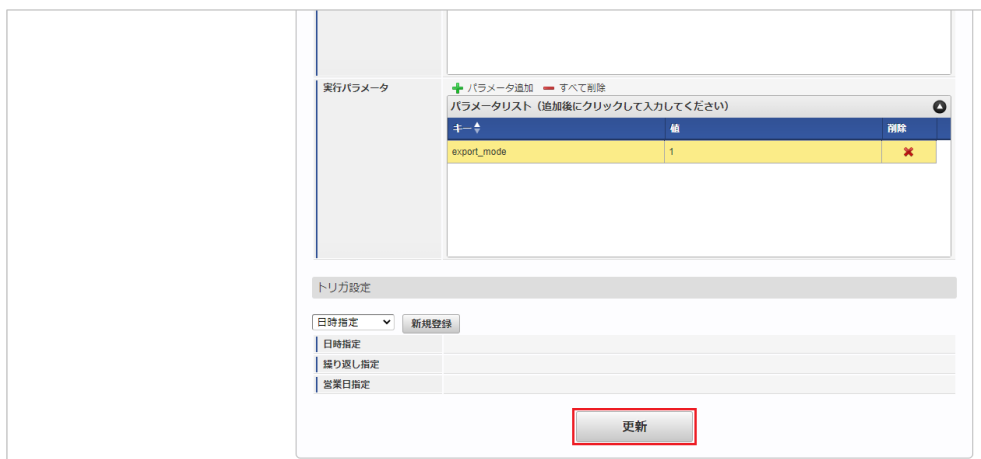 実行パラメータ
パラメータ追加 すべて削除
パラメータリスト（追加後にクリックして入力してください）
キー 値 削除
export_mode 1
トリガ設定
日時指定 新規登録
日時指定
繰り返し指定
営業日指定
更新